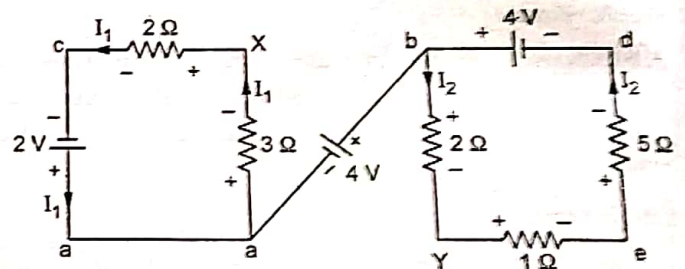 I₁ 2 Ω 4 V
c X b + − d
− +
I₁ I₂ I₂
− − + −
2 V 3 Ω × 2 Ω 5 Ω
+ + − 4 V − +
I₁ + −
a a Y 1 Ω e